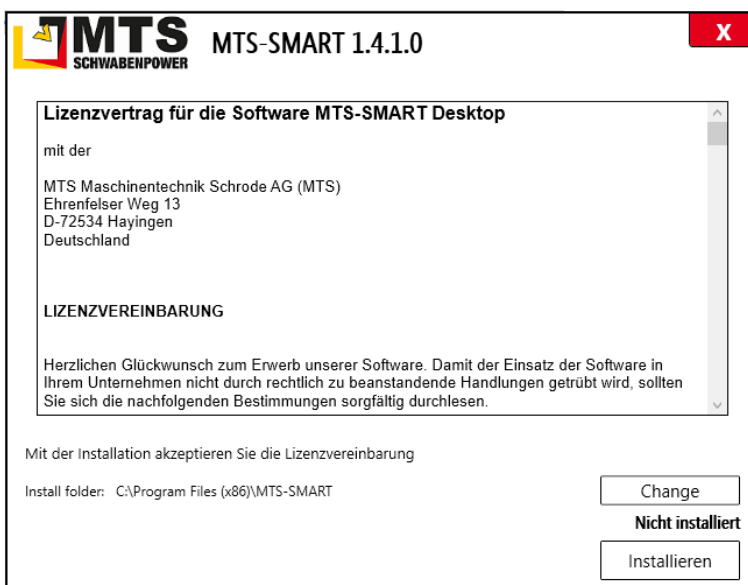 MTS
SCHWABENPOWER
MTS-SMART 1.4.1.0
X
Lizenzvertrag für die Software MTS-SMART Desktop
mit der
MTS Maschinentechnik Schrode AG (MTS)
Ehrenfelser Weg 13
D-72534 Hayingen
Deutschland
LIZENZVEREINBARUNG
Herzlichen Glückwunsch zum Erwerb unserer Software. Damit der Einsatz der Software in
Ihrem Unternehmen nicht durch rechtlich zu beanstandende Handlungen getrübt wird, sollten
Sie sich die nachfolgenden Bestimmungen sorgfältig durchlesen.
Mit der Installation akzeptieren Sie die Lizenzvereinbarung
Install folder: C:\Program Files (x86)\MTS-SMART
Change
Nicht installiert
Installieren